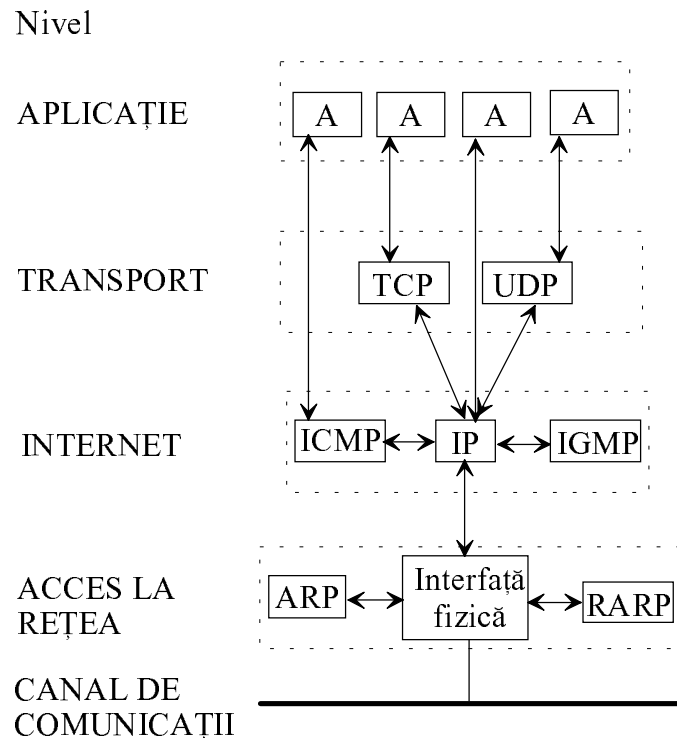 Nivel
APLICAȚIE
A A A A
TRANSPORT
TCP UDP
INTERNET
ICMP IP IGMP
ACCES LA
REȚEA
ARP
Interfață
fizică
RARP
CANAL DE
COMUNICAȚII